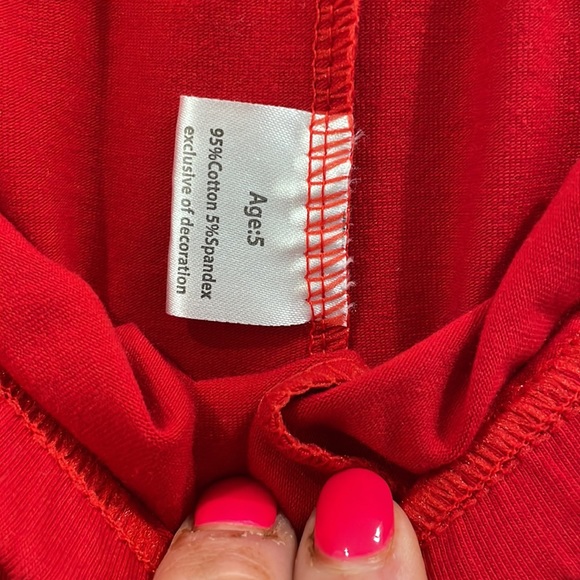 Age:5
95%Cotton 5%Spandex
exclusive of decoration